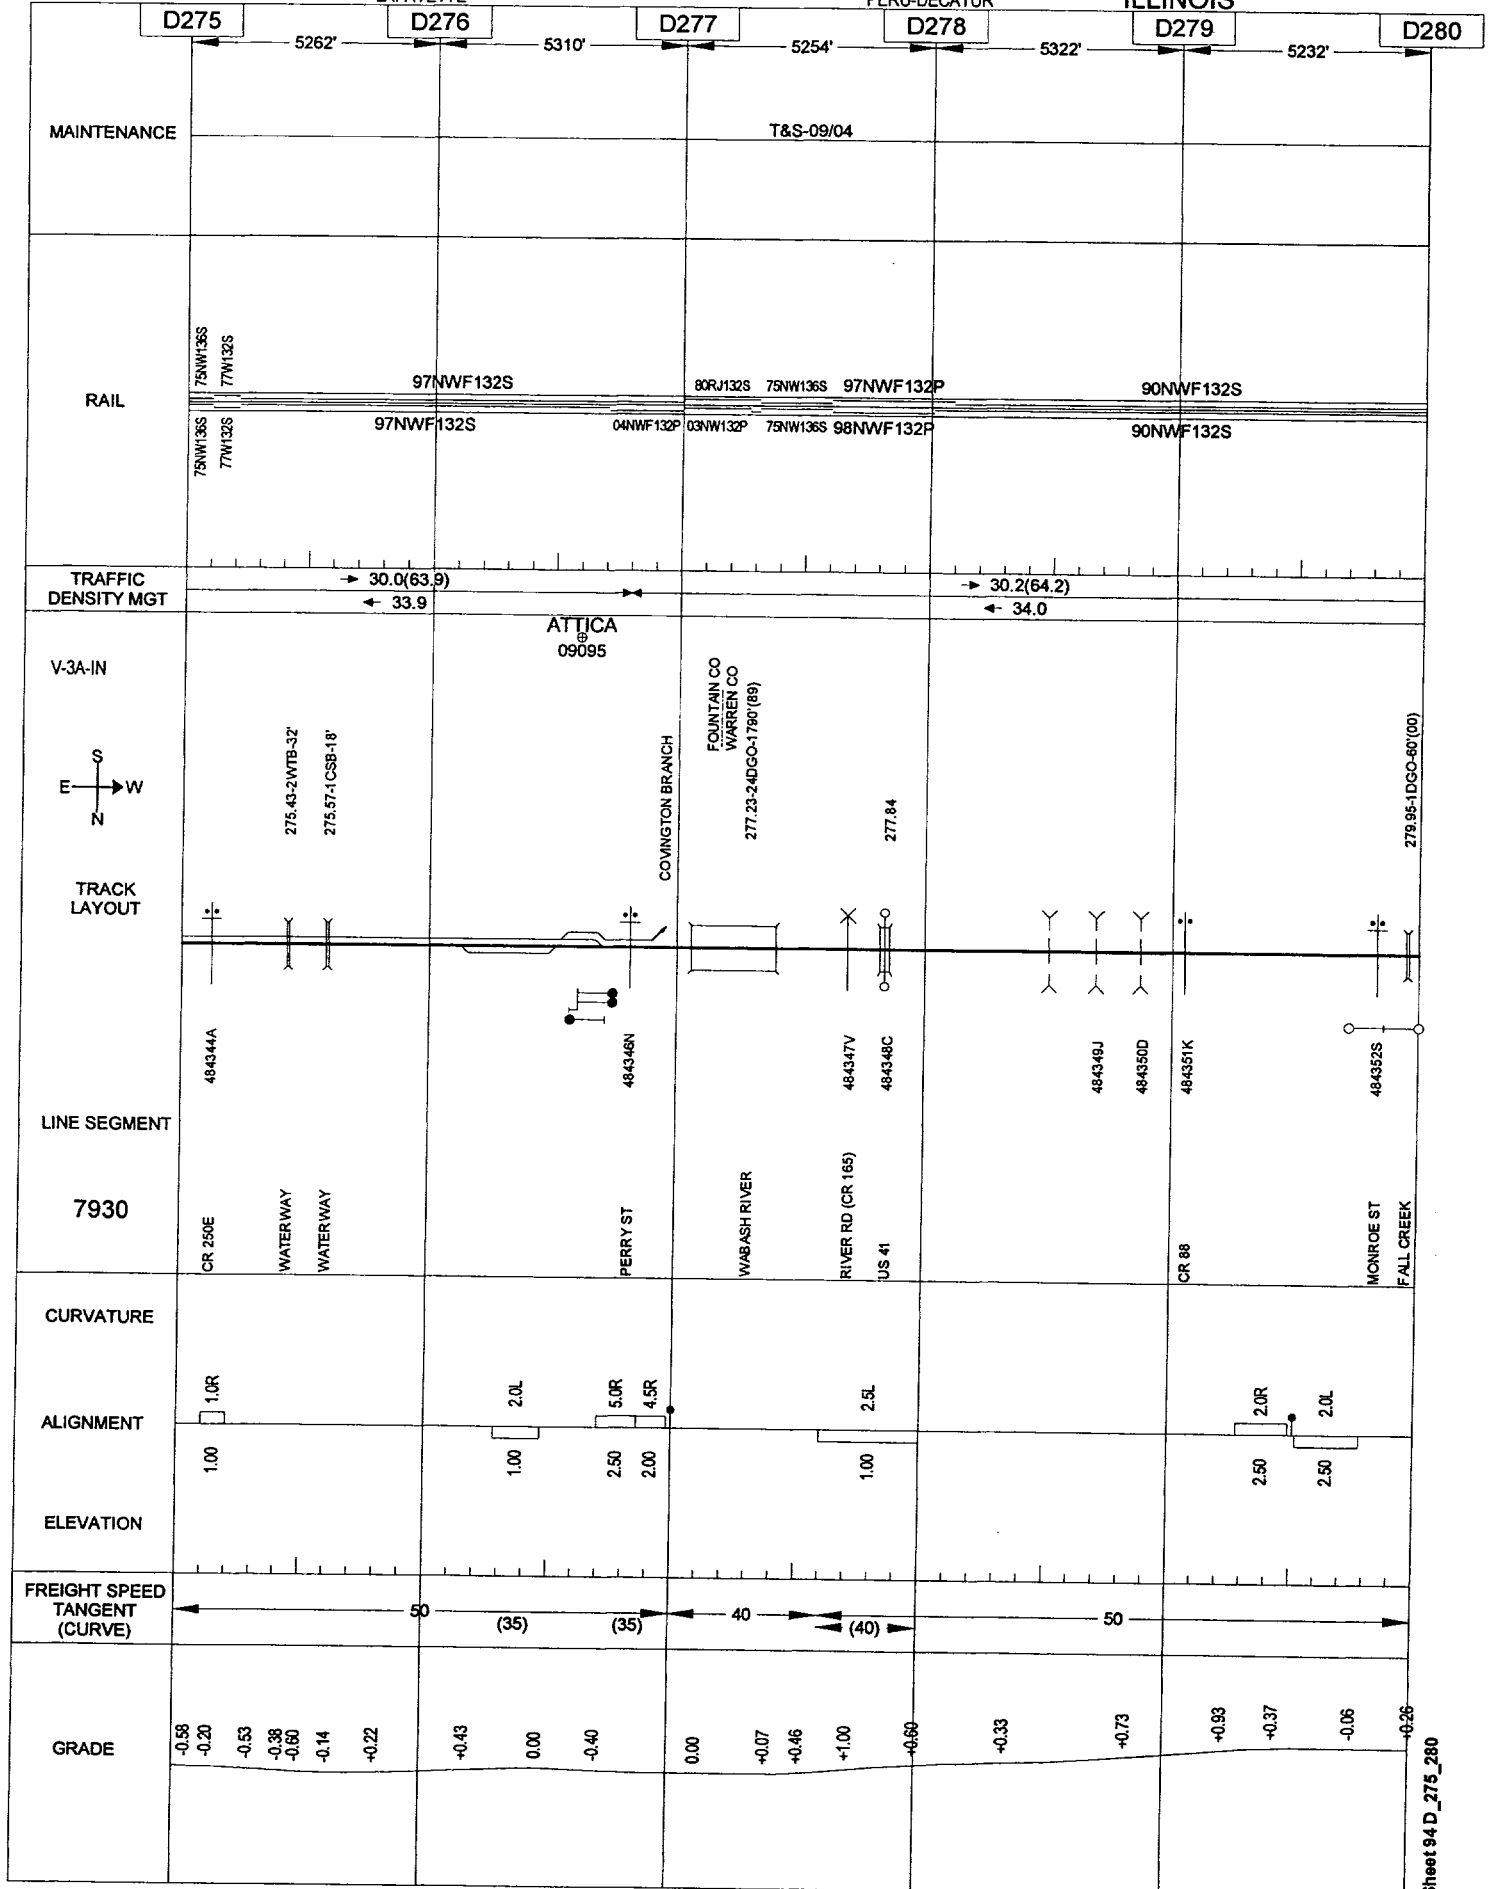 ILLINOIS
D275
D276
D277
D278
D279
D280
5262'
5310'
5254'
5322'
5232'
MAINTENANCE
T&S-09/04
RAIL
75NW136S
77W132S
97NWF132S
80RJ132S
75NW136S
97NWF132P
90NWF132S
75NW136S
77W132S
97NWF132S
04NWF132P
03NW132P
75NW136S
98NWF132P
90NWF132S
TRAFFIC
DENSITY MGT
30.0(63.9)
33.9
30.2(64.2)
34.0
ATTICA
09095
V-3A-IN
S
E
W
N
275.43-2WTB-32'
275.57-1CSB-18'
COVINGTON BRANCH
FOUNTAIN CO
WARREN CO
277.23-24DGO-1790'(89)
277.84
279.95-1DGO-60'(00)
TRACK
LAYOUT
484344A
484346N
484347V
484348C
484349J
484350D
484351K
484352S
LINE SEGMENT
7930
CR 250E
WATERWAY
WATERWAY
PERRY ST
WABASH RIVER
RIVER RD (CR 165)
US 41
CR 88
MONROE ST
FALL CREEK
CURVATURE
ALIGNMENT
1.0R
2.0L
5.0R
4.5R
2.5L
2.0R
2.0L
1.00
1.00
2.50
2.00
1.00
2.50
2.50
ELEVATION
FREIGHT SPEED
TANGENT
(CURVE)
50
(35)
(35)
40
(40)
50
GRADE
-0.58
-0.20
-0.53
-0.38
-0.60
-0.14
+0.22
+0.43
0.00
-0.40
0.00
+0.07
+0.46
+1.00
+0.60
+0.33
+0.73
+0.93
+0.37
-0.06
+0.26
Sheet 94 D_275_280